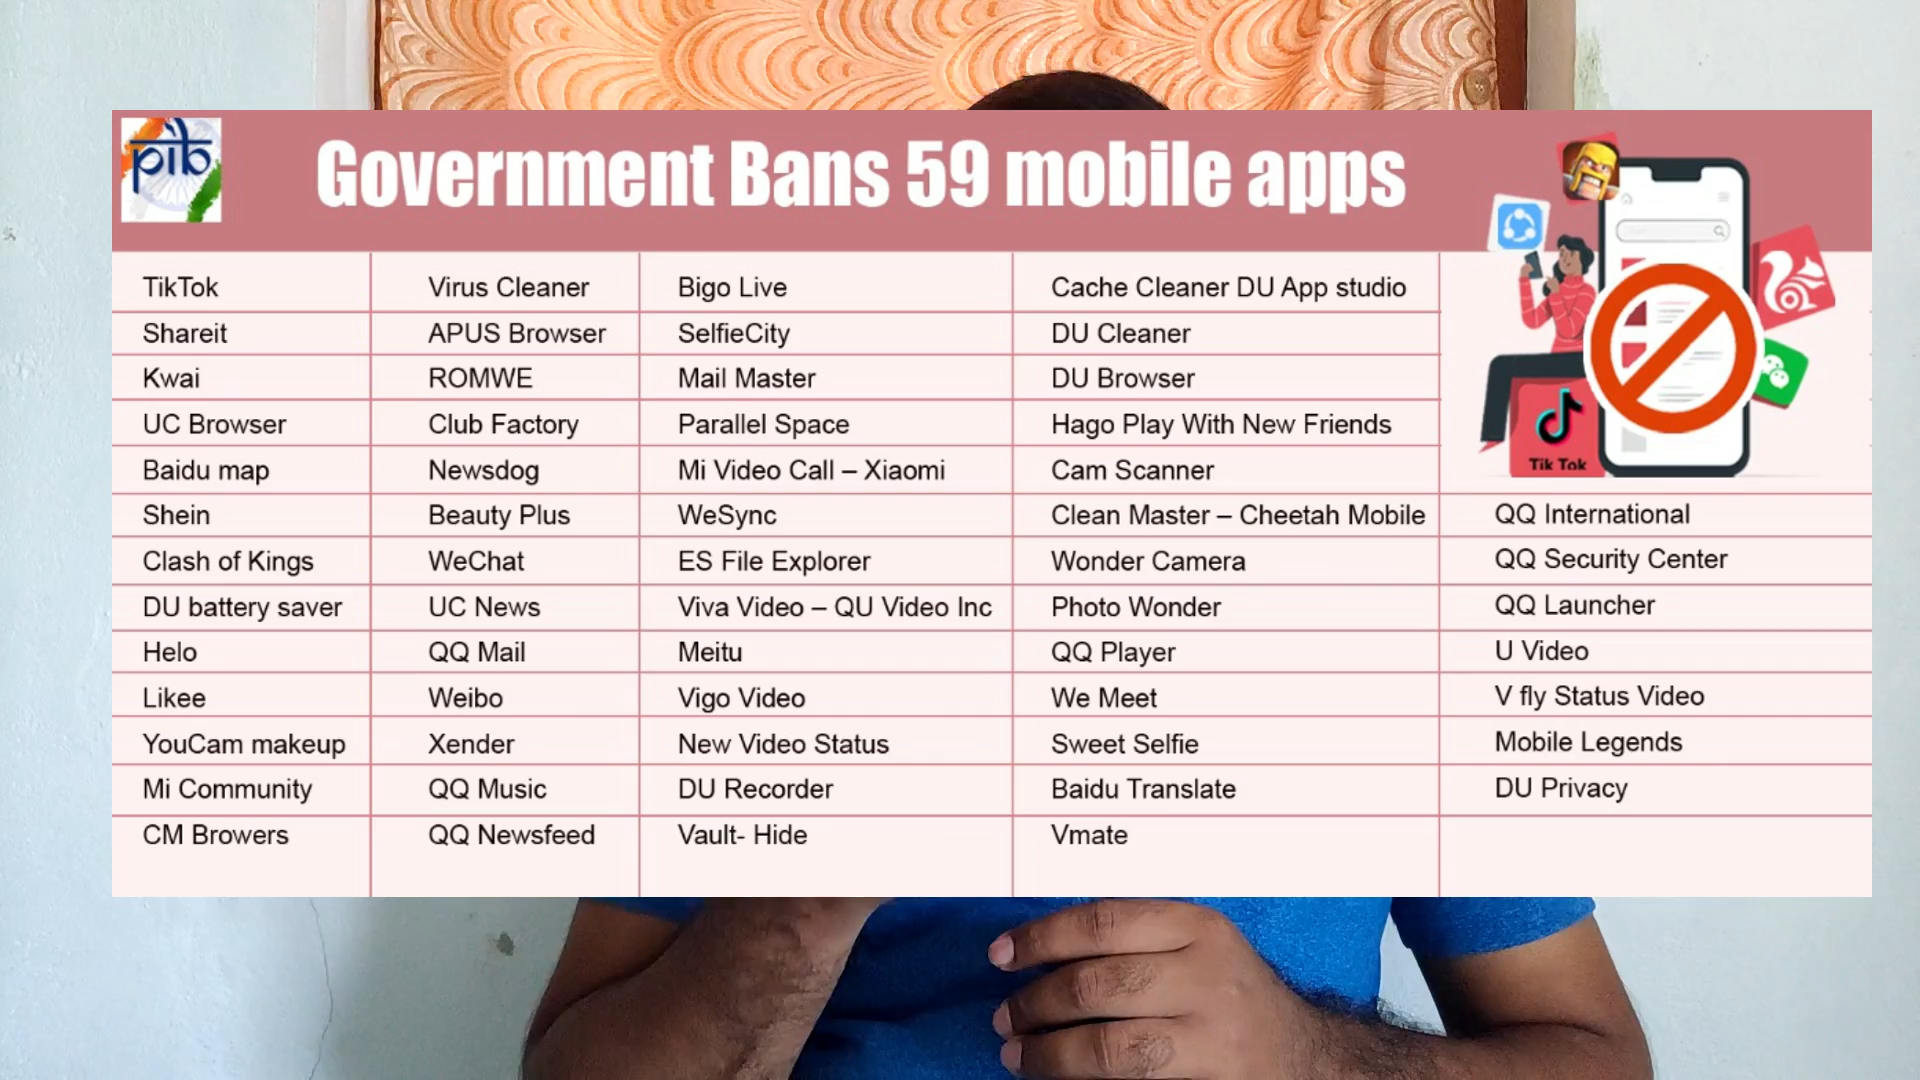 pib
Government Bans 59 mobile apps
TikTok Virus Cleaner Bigo Live Cache Cleaner DU App studio
Shareit APUS Browser SelfieCity DU Cleaner
Kwai ROMWE Mail Master DU Browser
UC Browser Club Factory Parallel Space Hago Play With New Friends
Baidu map Newsdog Mi Video Call – Xiaomi Cam Scanner
Tik Tok
Shein Beauty Plus WeSync Clean Master – Cheetah Mobile QQ International
Clash of Kings WeChat ES File Explorer Wonder Camera QQ Security Center
DU battery saver UC News Viva Video – QU Video Inc Photo Wonder QQ Launcher
Helo QQ Mail Meitu QQ Player U Video
Likee Weibo Vigo Video We Meet V fly Status Video
YouCam makeup Xender New Video Status Sweet Selfie Mobile Legends
Mi Community QQ Music DU Recorder Baidu Translate DU Privacy
CM Browers QQ Newsfeed Vault- Hide Vmate